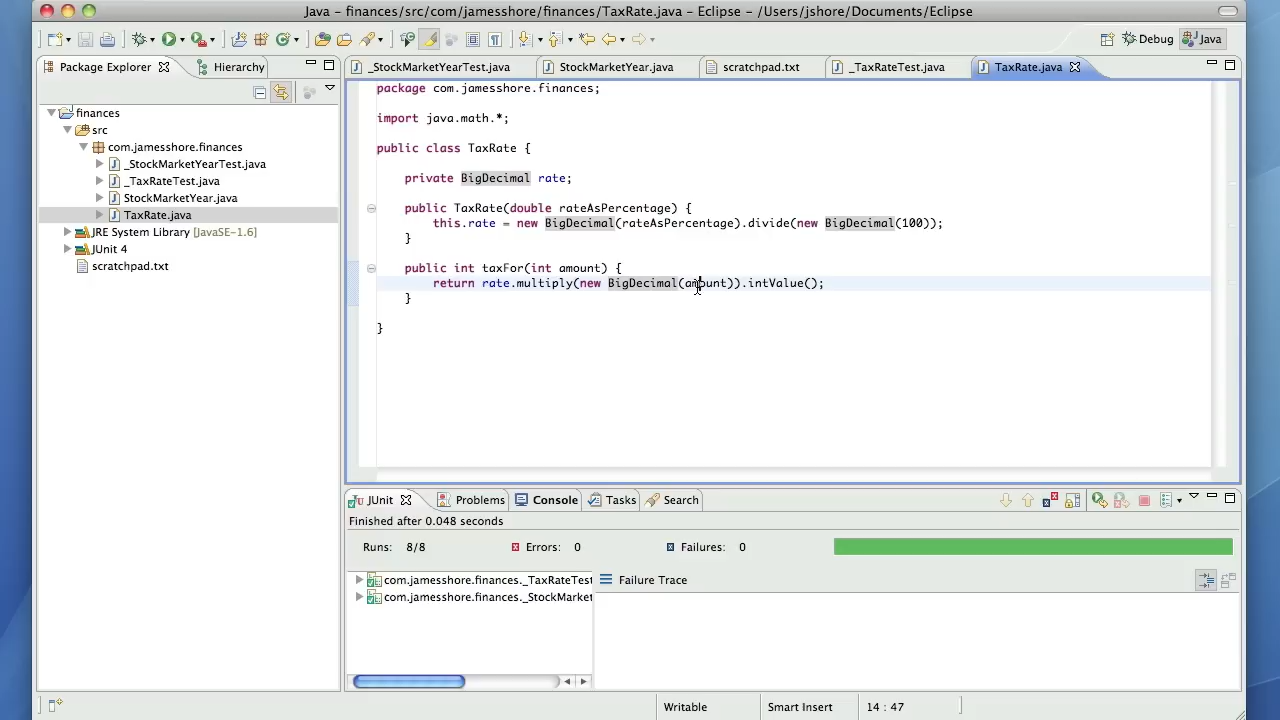 Java – finances/src/com/jamesshore/finances/TaxRate.java – Eclipse – /Users/jshore/Documents/Eclipse
Debug
Java
Package Explorer
Hierarchy
_StockMarketYearTest.java
StockMarketYear.java
scratchpad.txt
_TaxRateTest.java
TaxRate.java
finances
src
com.jamesshore.finances
_StockMarketYearTest.java
_TaxRateTest.java
StockMarketYear.java
TaxRate.java
JRE System Library [JavaSE-1.6]
JUnit 4
scratchpad.txt
package com.jamesshore.finances;
import java.math.*;
public class TaxRate {
private BigDecimal rate;
public TaxRate(double rateAsPercentage) {
this.rate = new BigDecimal(rateAsPercentage).divide(new BigDecimal(100));
}
public int taxFor(int amount) {
return rate.multiply(new BigDecimal(amount)).intValue();
}
}
JUnit
Problems
Console
Tasks
Search
Finished after 0.048 seconds
Runs: 8/8
Errors: 0
Failures: 0
com.jamesshore.finances._TaxRateTest
com.jamesshore.finances._StockMarket
Failure Trace
Writable
Smart Insert
14 : 47